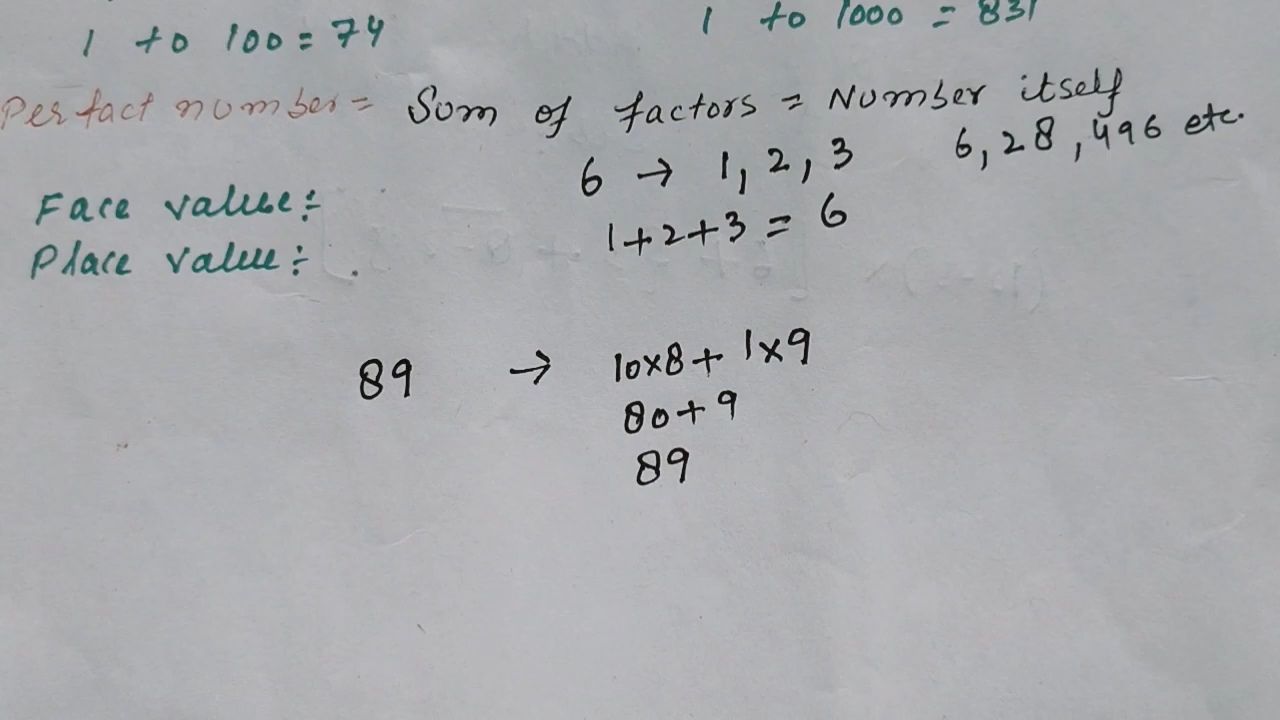 1 to 100 = 74
1 to 1000 = 831
Perfact number = Sum of factors = Number itself
6 → 1, 2, 3
6, 28, 496 etc.
Face value:
1+2+3 = 6
Place value:
89 → 10×8 + 1×9
80+9
89